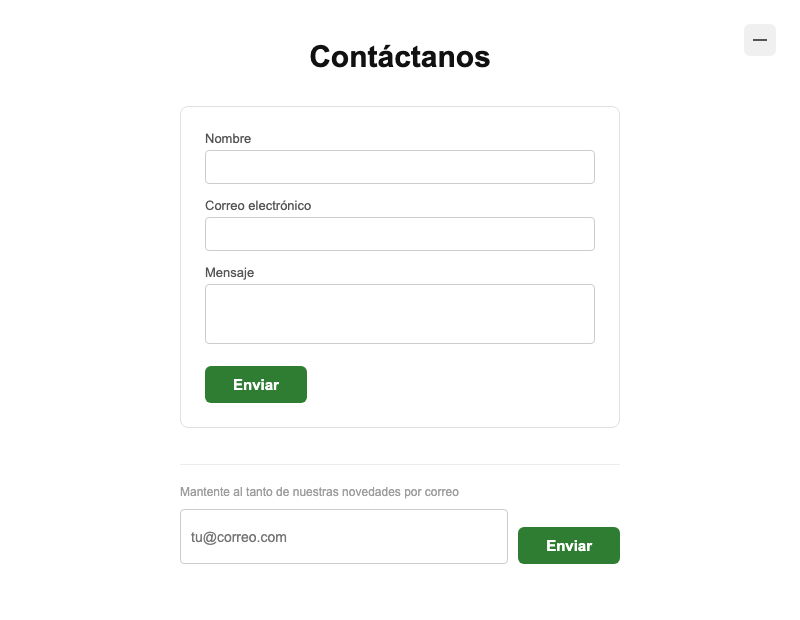 Contáctanos
Nombre
Correo electrónico
Mensaje
Enviar
Mantente al tanto de nuestras novedades por correo
tu@correo.com
Enviar